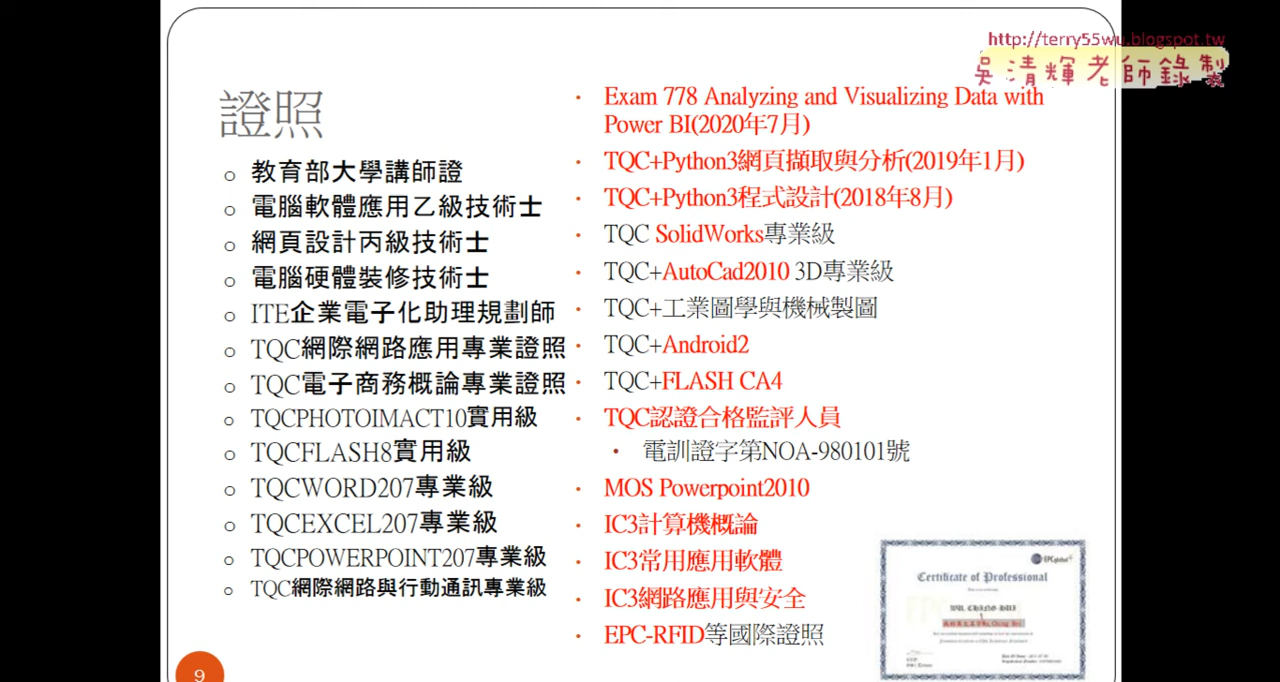 http://terry55wu.blogspot.tw
吳清輝老師錄製
證照
教育部大學講師證
電腦軟體應用乙級技術士
網頁設計丙級技術士
電腦硬體裝修技術士
ITE企業電子化助理規劃師
TQC網際網路應用專業證照
TQC電子商務概論專業證照
TQCPHOTOIMACT10實用級
TQCFLASH8實用級
TQCWORD207專業級
TQCEXCEL207專業級
TQCPOWERPOINT207專業級
TQC網際網路與行動通訊專業級
Exam 778 Analyzing and Visualizing Data with
Power BI(2020年7月)
TQC+Python3網頁擷取與分析(2019年1月)
TQC+Python3程式設計(2018年8月)
TQC SolidWorks專業級
TQC+AutoCad2010 3D專業級
TQC+工業圖學與機械製圖
TQC+Android2
TQC+FLASH CA4
TQC認證合格監評人員
電訓證字第NOA-980101號
MOS Powerpoint2010
IC3計算機概論
IC3常用應用軟體
IC3網路應用與安全
EPC-RFID等國際證照
EPCglobal
Certificate of Professional
WU, CHANG-HUI
9